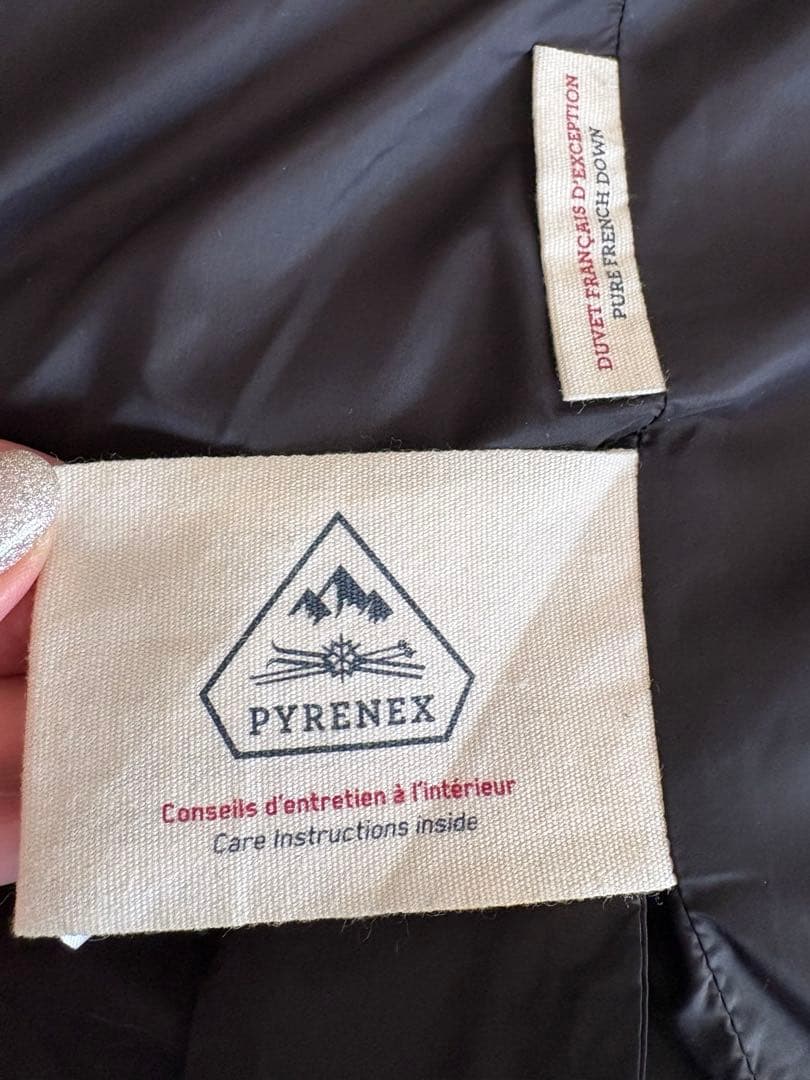 DUVET FRANÇAIS D'EXCEPTION
PURE FRENCH DOWN
PYRENEX
Conseils d'entretien à l'intérieur
Care Instructions inside